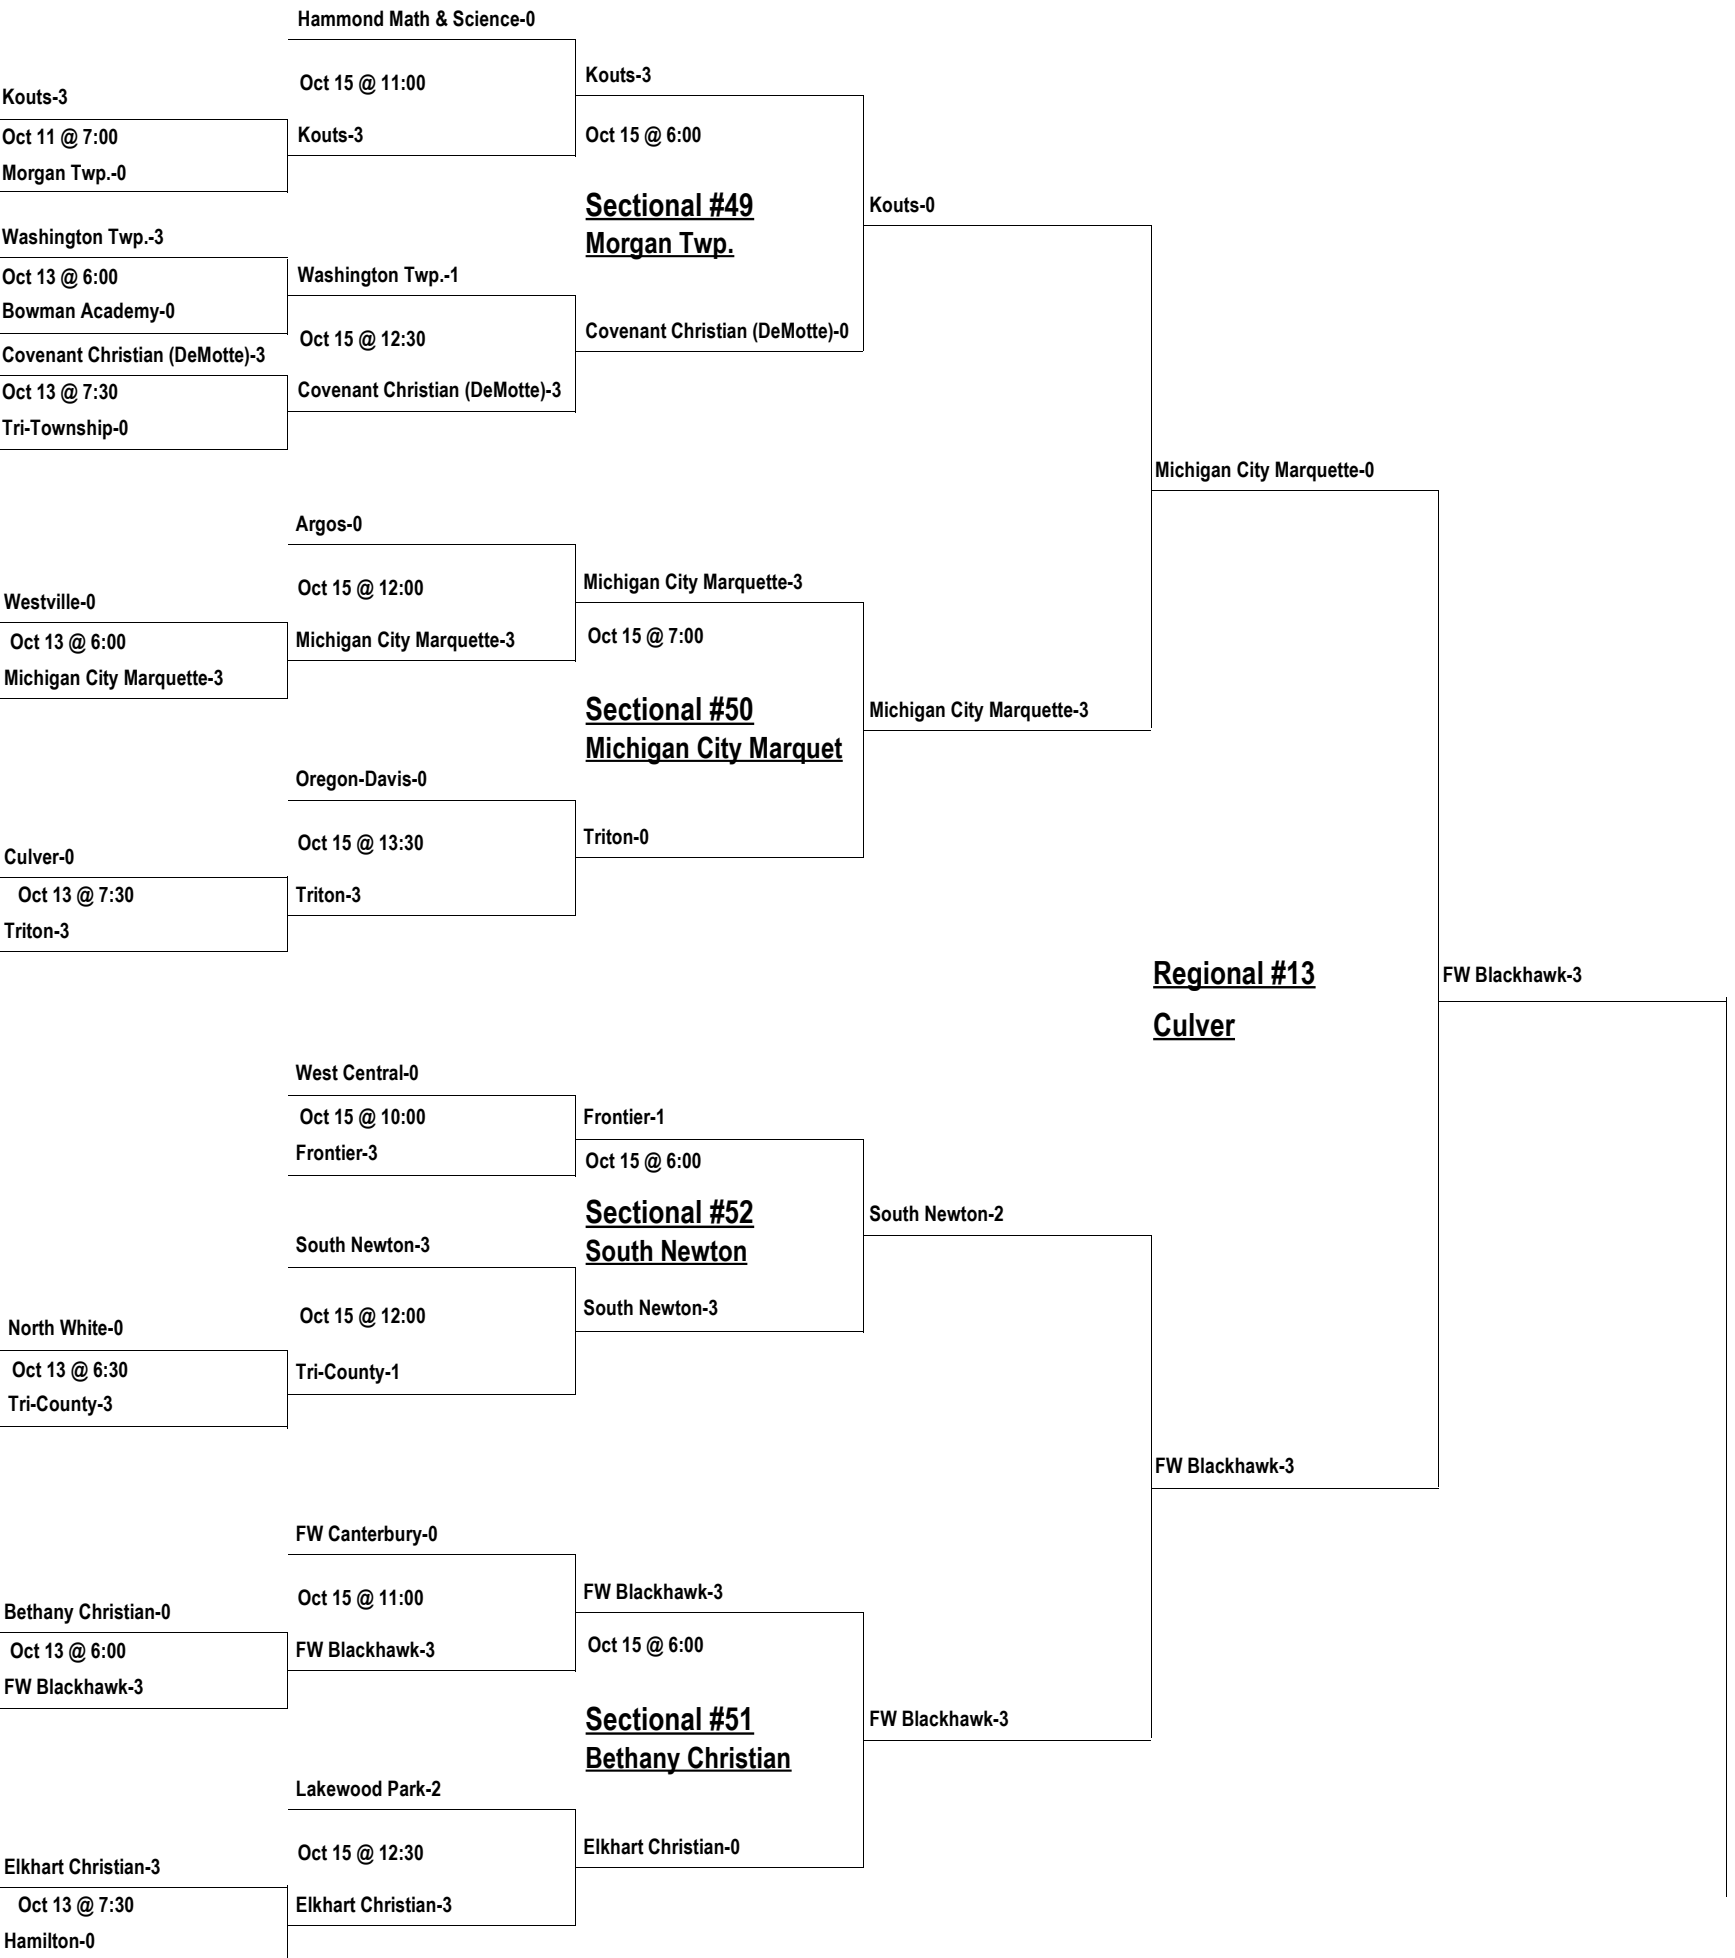 Hammond Math & Science-0
Oct 15 @ 11:00
Kouts-3
Kouts-3
Oct 11 @ 7:00
Kouts-3
Oct 15 @ 6:00
Morgan Twp.-0
Sectional #49
Morgan Twp.
Kouts-0
Washington Twp.-3
Oct 13 @ 6:00
Washington Twp.-1
Bowman Academy-0
Oct 15 @ 12:30
Covenant Christian (DeMotte)-0
Covenant Christian (DeMotte)-3
Oct 13 @ 7:30
Covenant Christian (DeMotte)-3
Tri-Township-0
Michigan City Marquette-0
Argos-0
Oct 15 @ 12:00
Michigan City Marquette-3
Westville-0
Oct 13 @ 6:00
Michigan City Marquette-3
Oct 15 @ 7:00
Michigan City Marquette-3
Sectional #50
Michigan City Marquet
Michigan City Marquette-3
Oregon-Davis-0
Oct 15 @ 13:30
Triton-0
Culver-0
Oct 13 @ 7:30
Triton-3
Triton-3
Regional #13
Culver
FW Blackhawk-3
West Central-0
Oct 15 @ 10:00
Frontier-1
Frontier-3
Oct 15 @ 6:00
Sectional #52
South Newton
South Newton-2
South Newton-3
Oct 15 @ 12:00
South Newton-3
North White-0
Oct 13 @ 6:30
Tri-County-1
Tri-County-3
FW Blackhawk-3
FW Canterbury-0
Oct 15 @ 11:00
FW Blackhawk-3
Bethany Christian-0
Oct 13 @ 6:00
FW Blackhawk-3
Oct 15 @ 6:00
FW Blackhawk-3
Sectional #51
Bethany Christian
FW Blackhawk-3
Lakewood Park-2
Oct 15 @ 12:30
Elkhart Christian-0
Elkhart Christian-3
Oct 13 @ 7:30
Elkhart Christian-3
Hamilton-0